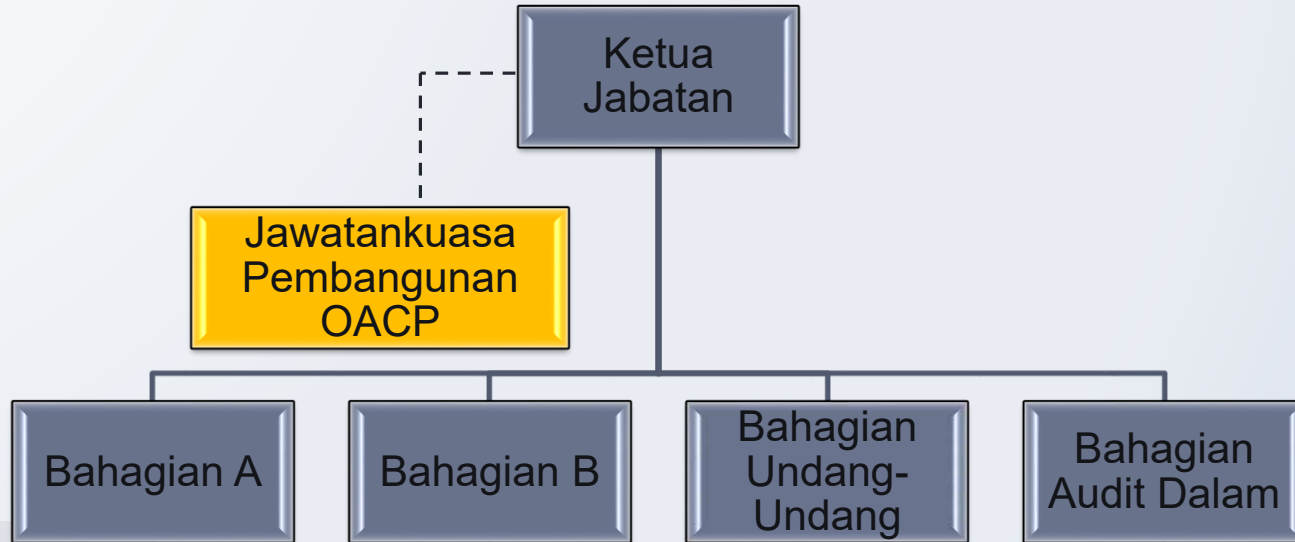 Ketua
Jabatan
Jawatankuasa
Pembangunan
OACP
Bahagian A
Bahagian B
Bahagian
Undang-
Undang
Bahagian
Audit Dalam